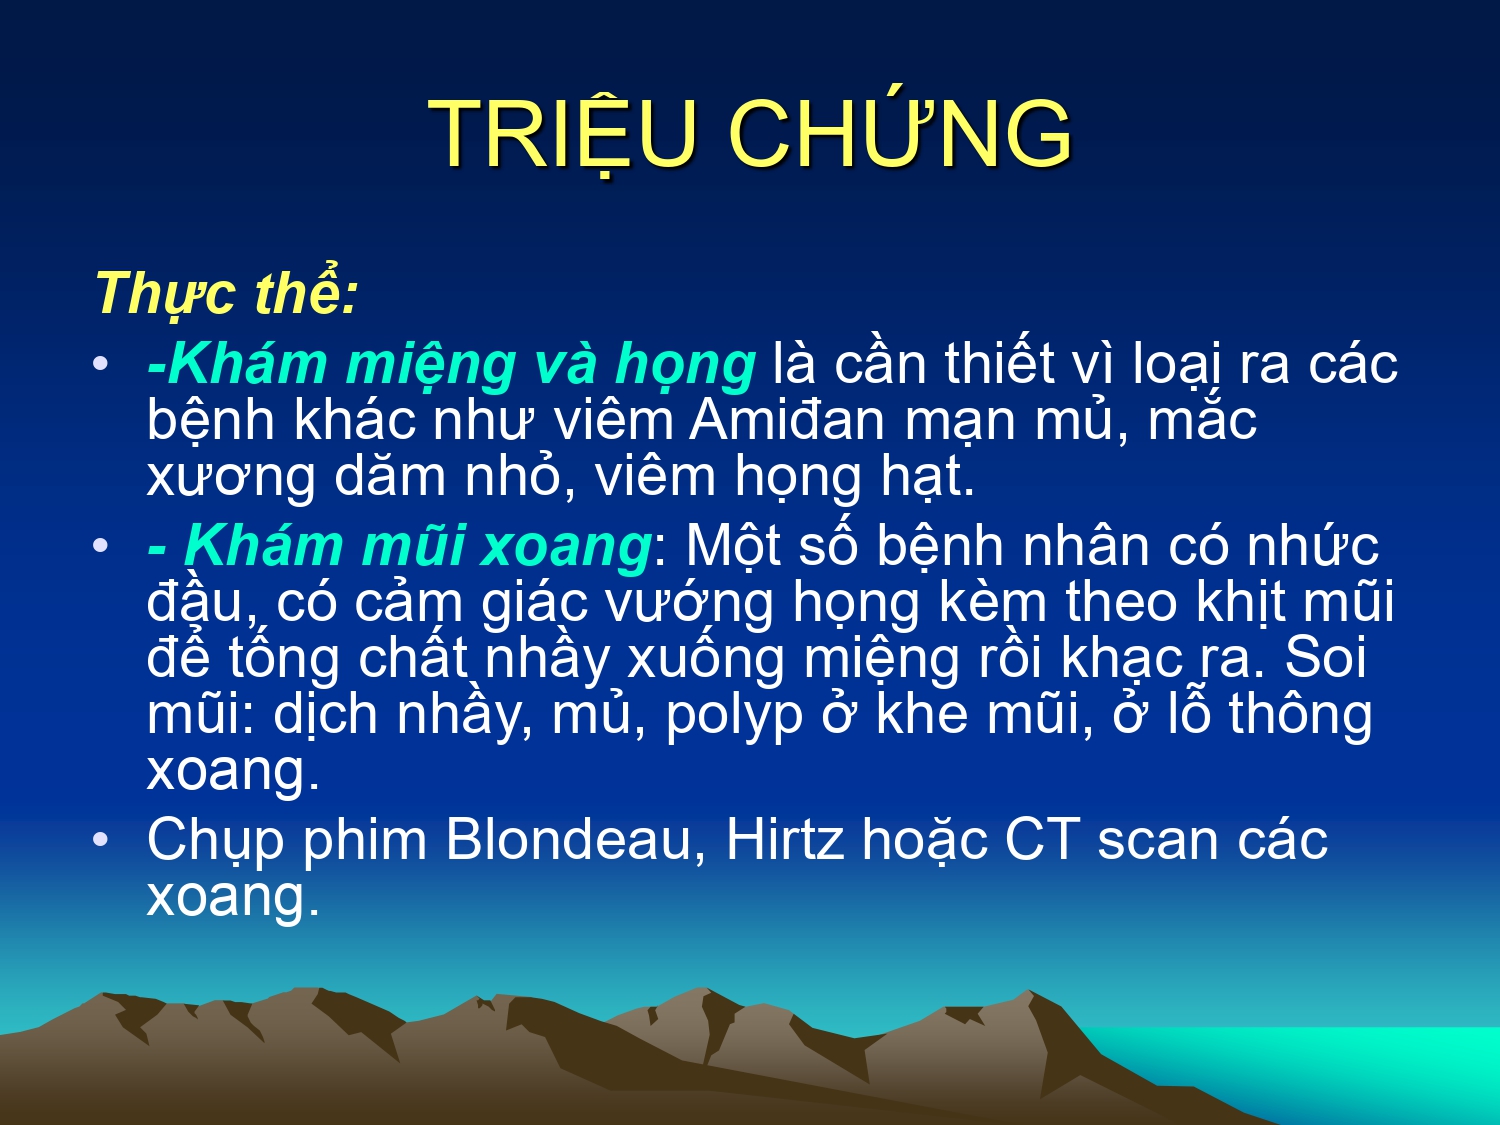 TRIỆU CHỨNG
Thực thể:
• -Khám miệng và họng là cần thiết vì loại ra các
bệnh khác như viêm Amiđan mạn mủ, mắc
xương dăm nhỏ, viêm họng hạt.
• - Khám mũi xoang: Một số bệnh nhân có nhức
đầu, có cảm giác vướng họng kèm theo khịt mũi
để tống chất nhầy xuống miệng rồi khạc ra. Soi
mũi: dịch nhầy, mủ, polyp ở khe mũi, ở lỗ thông
xoang.
• Chụp phim Blondeau, Hirtz hoặc CT scan các
xoang.